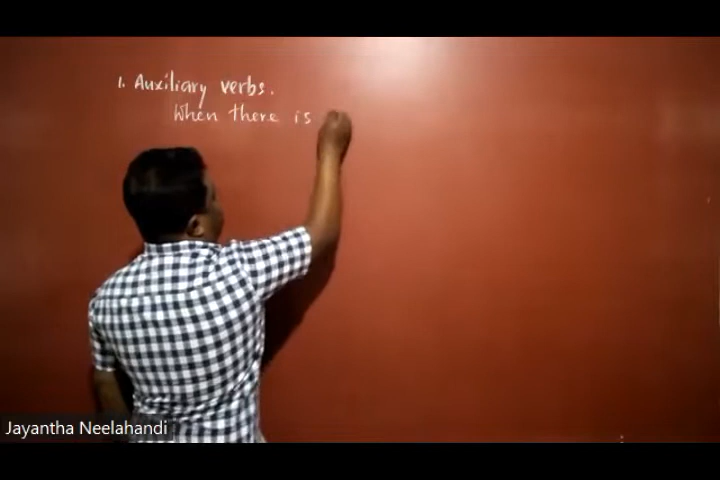 1. Auxiliary verbs.
When there is
Jayantha Neelahandi